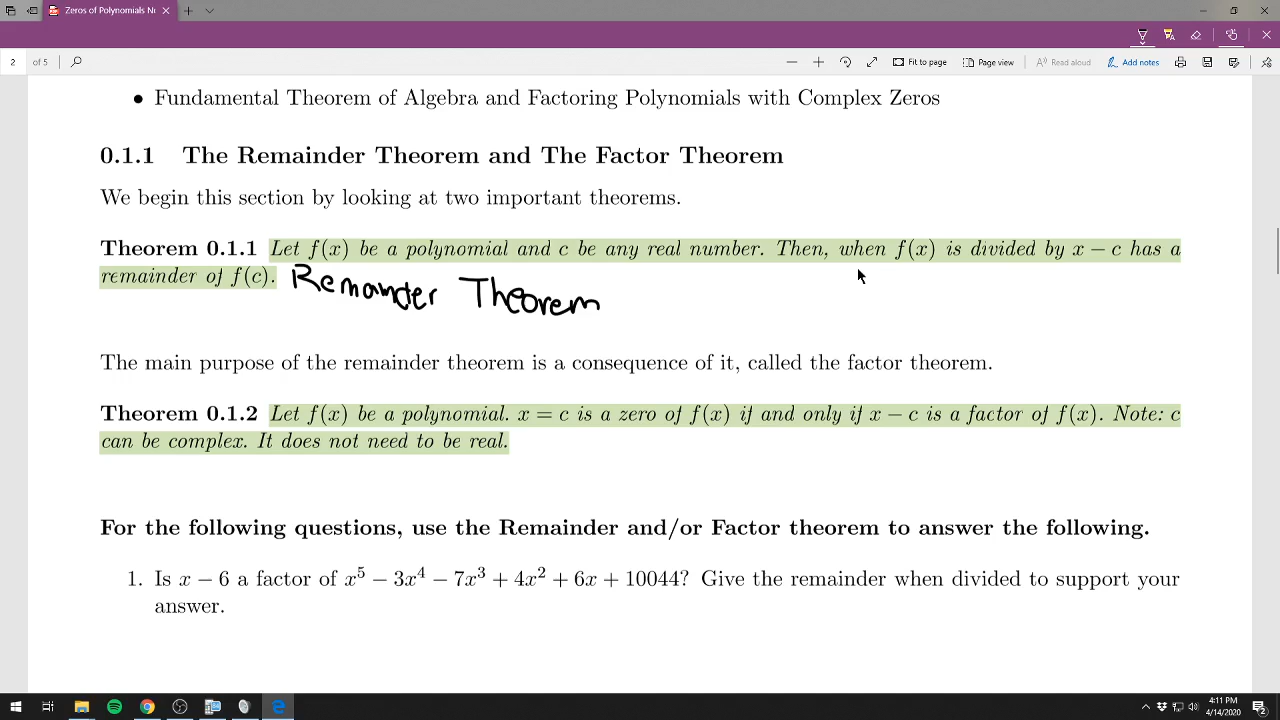 Zeros of Polynomials N
2 of 5 Fit to page Page view Read aloud Add notes
• Fundamental Theorem of Algebra and Factoring Polynomials with Complex Zeros
0.1.1 The Remainder Theorem and The Factor Theorem
We begin this section by looking at two important theorems.
Theorem 0.1.1 Let f(x) be a polynomial and c be any real number. Then, when f(x) is divided by x − c has a
remainder of f(c). Remainder Theorem
The main purpose of the remainder theorem is a consequence of it, called the factor theorem.
Theorem 0.1.2 Let f(x) be a polynomial. x = c is a zero of f(x) if and only if x − c is a factor of f(x). Note: c
can be complex. It does not need to be real.
For the following questions, use the Remainder and/or Factor theorem to answer the following.
1. Is x − 6 a factor of x⁵ − 3x⁴ − 7x³ + 4x² + 6x + 10044? Give the remainder when divided to support your
answer.
4:11 PM
4/14/2020